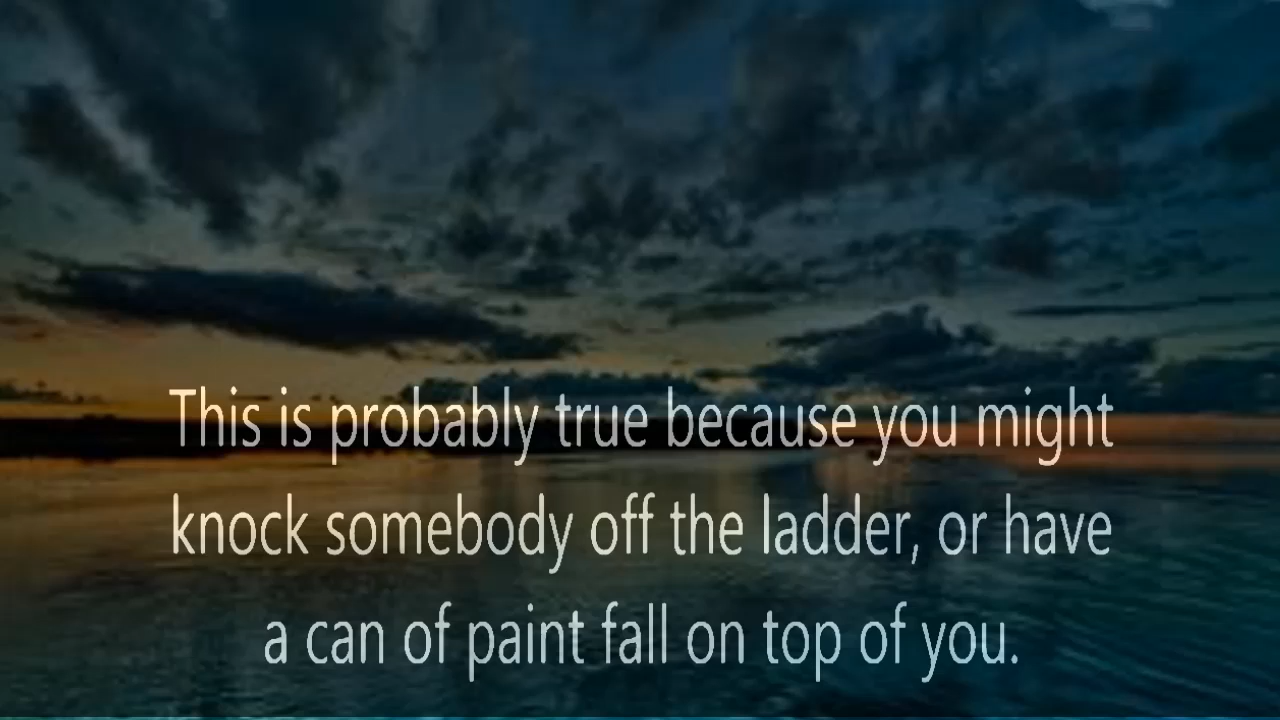 This is probably true because you might
knock somebody off the ladder, or have
a can of paint fall on top of you.